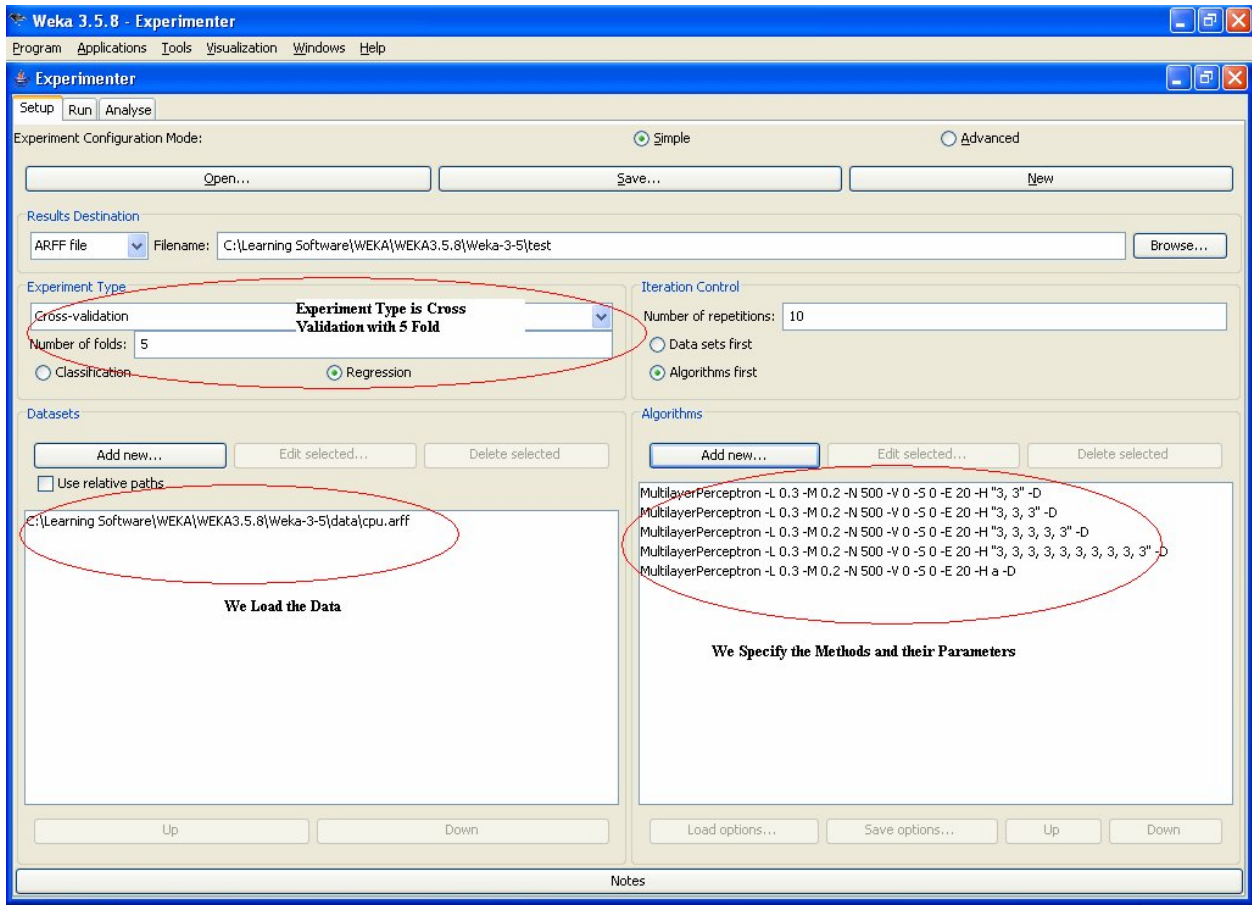 Weka 3.5.8 - Experimenter
Program Applications Tools Visualization Windows Help
Experimenter
Setup Run Analyse
Experiment Configuration Mode: Simple Advanced
Open... Save... New
Results Destination
ARFF file Filename: C:\Learning Software\WEKA\WEKA3.5.8\Weka-3-5\test Browse...
Experiment Type
Cross-validation
Experiment Type is Cross
Validation with 5 Fold
Number of folds: 5
Classification Regression
Iteration Control
Number of repetitions: 10
Data sets first
Algorithms first
Datasets
Add new... Edit selected... Delete selected
Use relative paths
C:\Learning Software\WEKA\WEKA3.5.8\Weka-3-5\data\cpu.arff
We Load the Data
Up Down
Algorithms
Add new... Edit selected... Delete selected
MultilayerPerceptron -L 0.3 -M 0.2 -N 500 -V 0 -S 0 -E 20 -H "3, 3" -D
MultilayerPerceptron -L 0.3 -M 0.2 -N 500 -V 0 -S 0 -E 20 -H "3, 3, 3" -D
MultilayerPerceptron -L 0.3 -M 0.2 -N 500 -V 0 -S 0 -E 20 -H "3, 3, 3, 3, 3" -D
MultilayerPerceptron -L 0.3 -M 0.2 -N 500 -V 0 -S 0 -E 20 -H "3, 3, 3, 3, 3, 3, 3, 3, 3, 3" -D
MultilayerPerceptron -L 0.3 -M 0.2 -N 500 -V 0 -S 0 -E 20 -H a -D
We Specify the Methods and their Parameters
Load options... Save options... Up Down
Notes